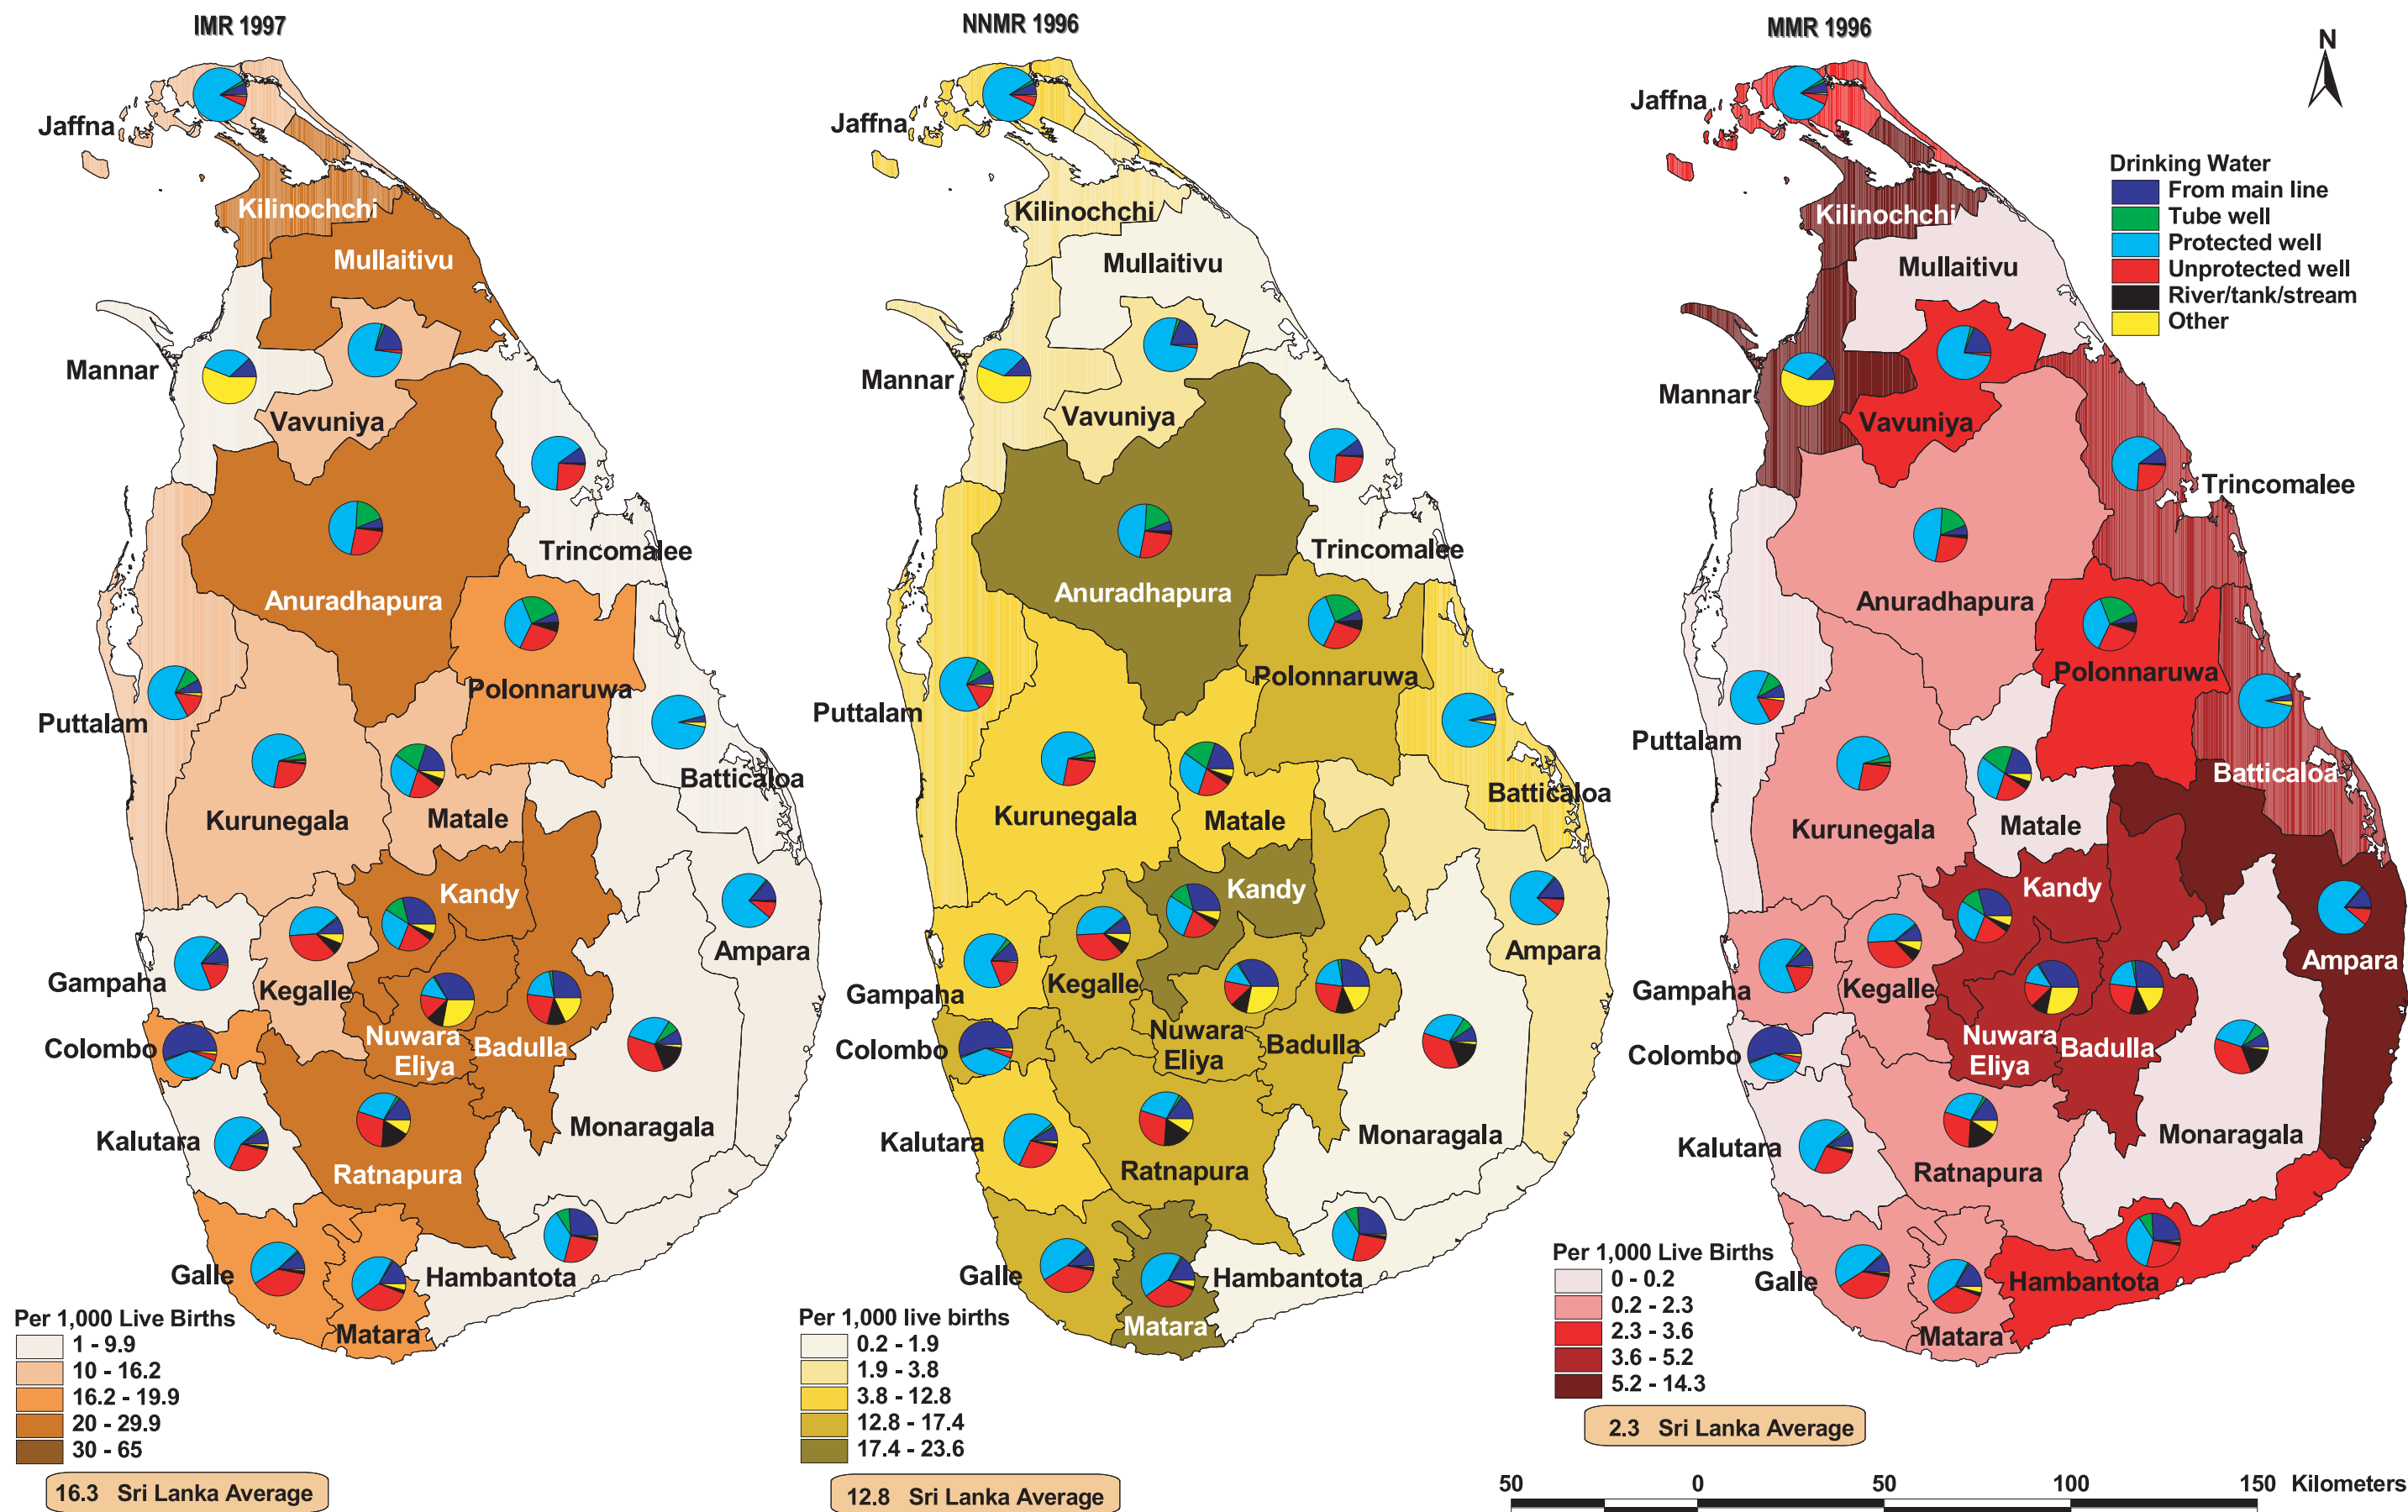 IMR 1997
Jaffna
Kilinochchi
Mullaitivu
Mannar
Vavuniya
Trincomalee
Anuradhapura
Polonnaruwa
Puttalam
Batticaloa
Kurunegala
Matale
Kandy
Ampara
Gampaha
Kegalle
Colombo
Nuwara
Eliya
Badulla
Monaragala
Kalutara
Ratnapura
Galle
Hambantota
Matara
Per 1,000 Live Births
1 - 9.9
10 - 16.2
16.2 - 19.9
20 - 29.9
30 - 65
16.3 Sri Lanka Average
NNMR 1996
Jaffna
Kilinochchi
Mullaitivu
Mannar
Vavuniya
Trincomalee
Anuradhapura
Polonnaruwa
Puttalam
Batticaloa
Kurunegala
Matale
Kandy
Ampara
Gampaha
Kegalle
Colombo
Nuwara
Eliya
Badulla
Monaragala
Kalutara
Ratnapura
Galle
Hambantota
Matara
Per 1,000 live births
0.2 - 1.9
1.9 - 3.8
3.8 - 12.8
12.8 - 17.4
17.4 - 23.6
12.8 Sri Lanka Average
MMR 1996
N
Jaffna
Drinking Water
From main line
Tube well
Protected well
Unprotected well
River/tank/stream
Other
Kilinochchi
Mullaitivu
Mannar
Vavuniya
Trincomalee
Anuradhapura
Polonnaruwa
Puttalam
Batticaloa
Kurunegala
Matale
Kandy
Ampara
Gampaha
Kegalle
Colombo
Nuwara
Eliya
Badulla
Monaragala
Kalutara
Ratnapura
Galle
Hambantota
Matara
Per 1,000 Live Births
0 - 0.2
0.2 - 2.3
2.3 - 3.6
3.6 - 5.2
5.2 - 14.3
2.3 Sri Lanka Average
50 0 50 100 150 Kilometers